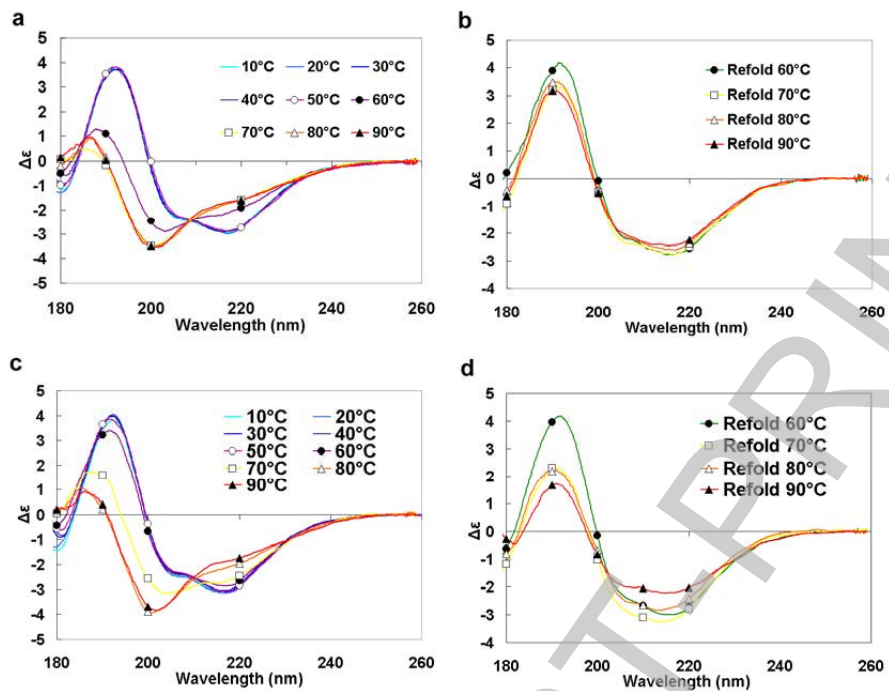 a
5
4
3
2
1
0
-1
-2
-3
-4
-5
Δε
10°C 20°C 30°C
40°C 50°C 60°C
70°C 80°C 90°C
180 200 220 240 260
Wavelength (nm)
b
5
4
3
2
1
0
-1
-2
-3
-4
Δε
Refold 60°C
Refold 70°C
Refold 80°C
Refold 90°C
180 200 220 240 260
Wavelength (nm)
c
5
4
3
2
1
0
-1
-2
-3
-4
-5
Δε
10°C 20°C
30°C 40°C
50°C 60°C
70°C 80°C
90°C
180 200 220 240 260
Wavelength (nm)
d
5
4
3
2
1
0
-1
-2
-3
-4
Δε
Refold 60°C
Refold 70°C
Refold 80°C
Refold 90°C
180 200 220 240 260
Wavelength (nm)
ST-PRI